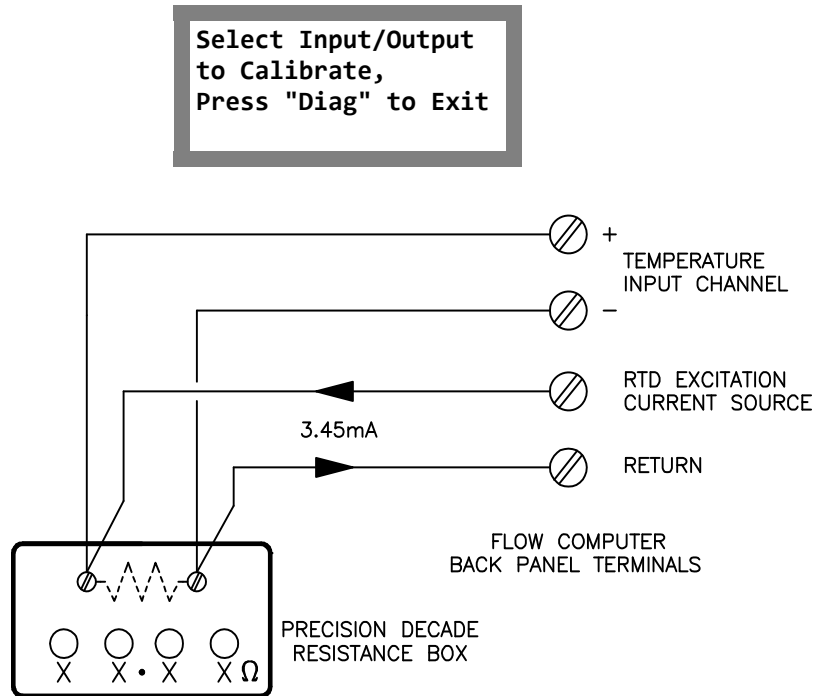 Select Input/Output
to Calibrate,
Press "Diag" to Exit
+
TEMPERATURE
INPUT CHANNEL
−
RTD EXCITATION
CURRENT SOURCE
3.45mA
RETURN
FLOW COMPUTER
BACK PANEL TERMINALS
PRECISION DECADE
RESISTANCE BOX
X X • X X Ω